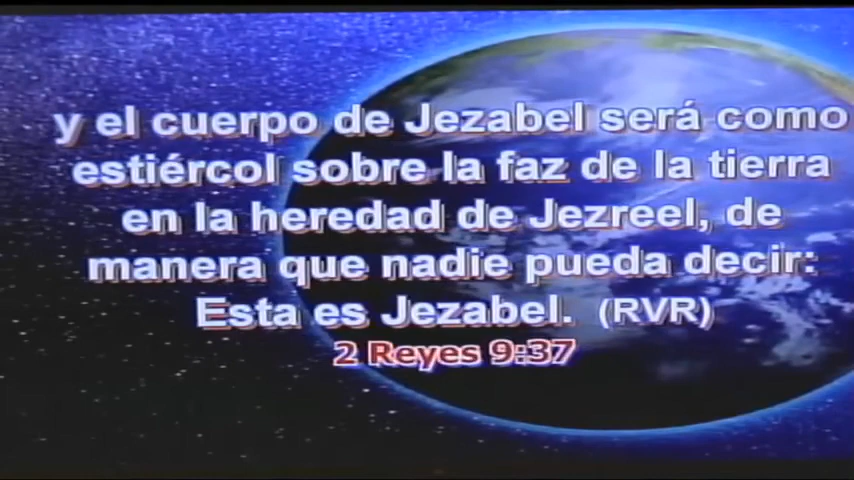 y el cuerpo de Jezabel será como
estiércol sobre la faz de la tierra
en la heredad de Jezreel, de
manera que nadie pueda decir:
Esta es Jezabel. (RVR)
2 Reyes 9:37